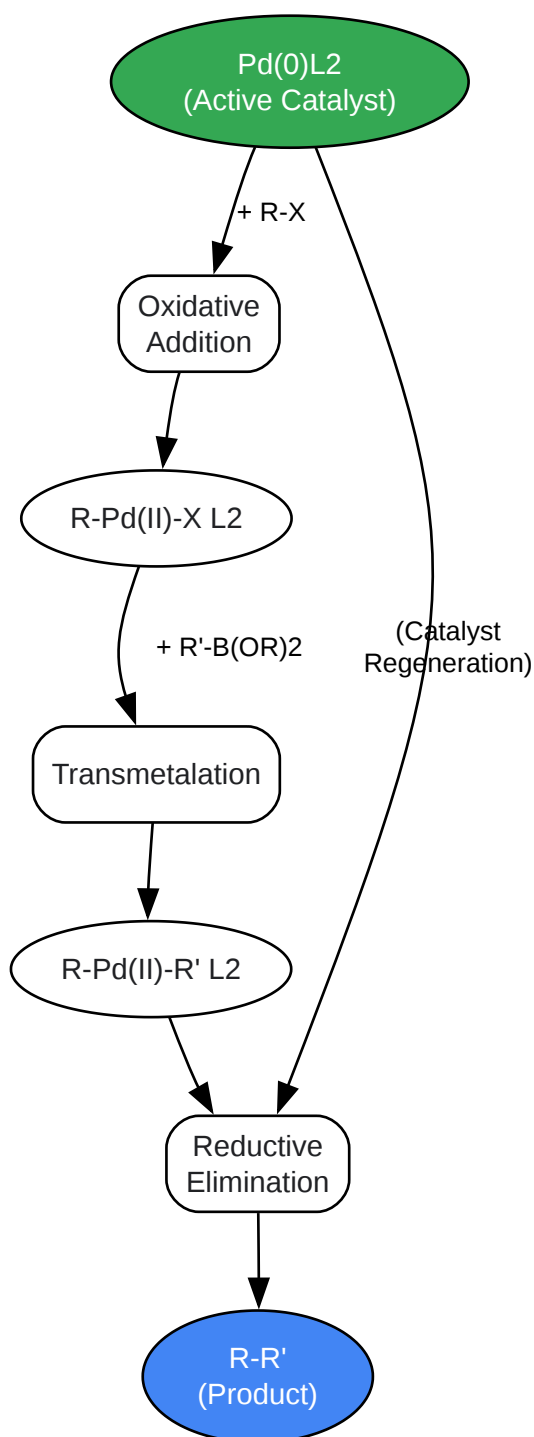 Pd(0)L2
(Active Catalyst)
+ R-X
Oxidative
Addition
R-Pd(II)-X L2
+ R'-B(OR)2
(Catalyst
Regeneration)
Transmetalation
R-Pd(II)-R' L2
Reductive
Elimination
R-R'
(Product)